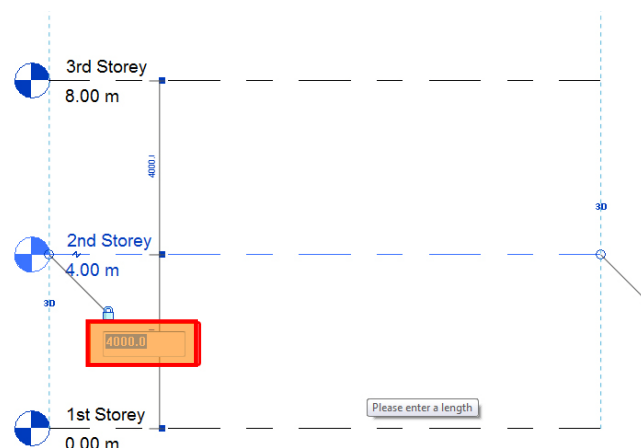 3rd Storey
8.00 m
4000.0
3D
2nd Storey
4.00 m
3D
4000.0
Please enter a length
1st Storey
0.00 m